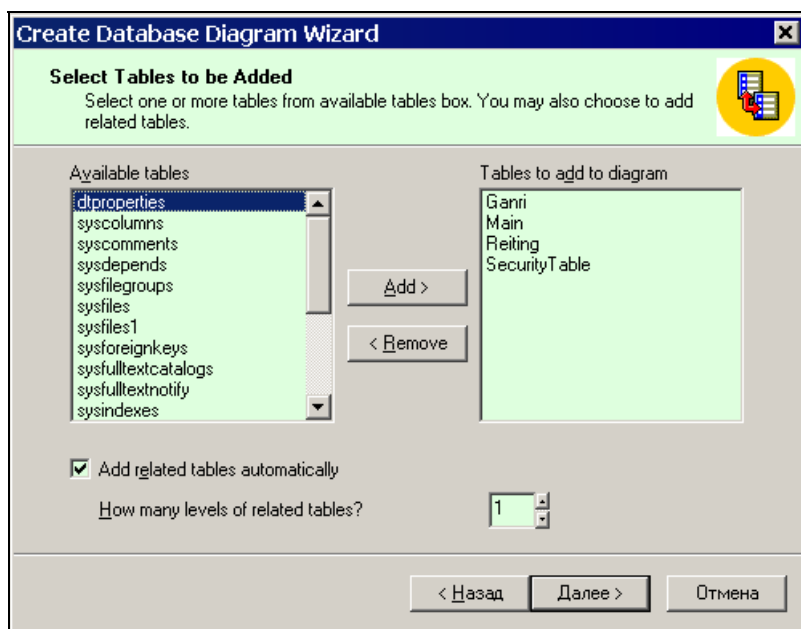 Create Database Diagram Wizard
Select Tables to be Added
Select one or more tables from available tables box. You may also choose to add
related tables.
Available tables
dtproperties
syscolumns
syscomments
sysdepends
sysfilegroups
sysfiles
sysfiles1
sysforeignkeys
sysfulltextcatalogs
sysfulltextnotify
sysindexes
Add >
< Remove
Tables to add to diagram
Ganri
Main
Reiting
SecurityTable
Add related tables automatically
How many levels of related tables?
1
< Назад
Далее >
Отмена